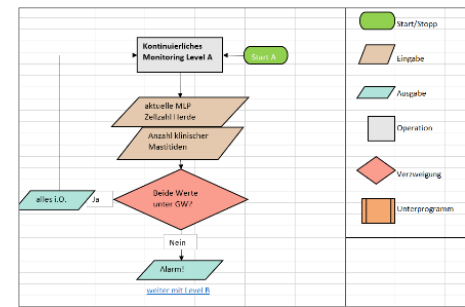 Kontinuierliches
Monitoring Level A
Start A
aktuelle MLP
Zellzahl Herde
Anzahl klinischer
Mastitiden
Beide Werte
unter GW?
Ja
alles i.O.
Nein
Alarm!
weiter mit Level B
Start/Stopp
Eingabe
Ausgabe
Operation
Verzweigung
Unterprogramm